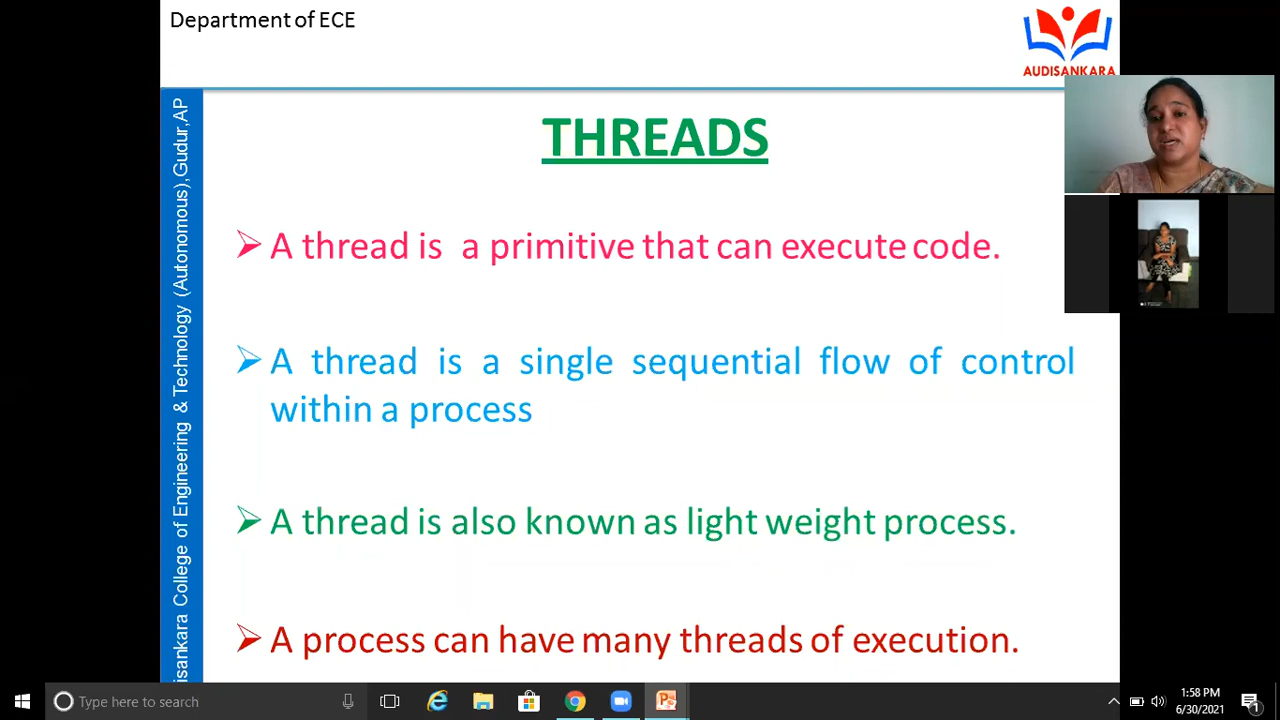 Department of ECE
AUDISANKARA
isankara College of Engineering & Technology (Autonomous),Gudur,AP
THREADS
➢ A thread is a primitive that can execute code.
➢ A thread is a single sequential flow of control
within a process
➢ A thread is also known as light weight process.
➢ A process can have many threads of execution.
Type here to search
1:58 PM
6/30/2021
1